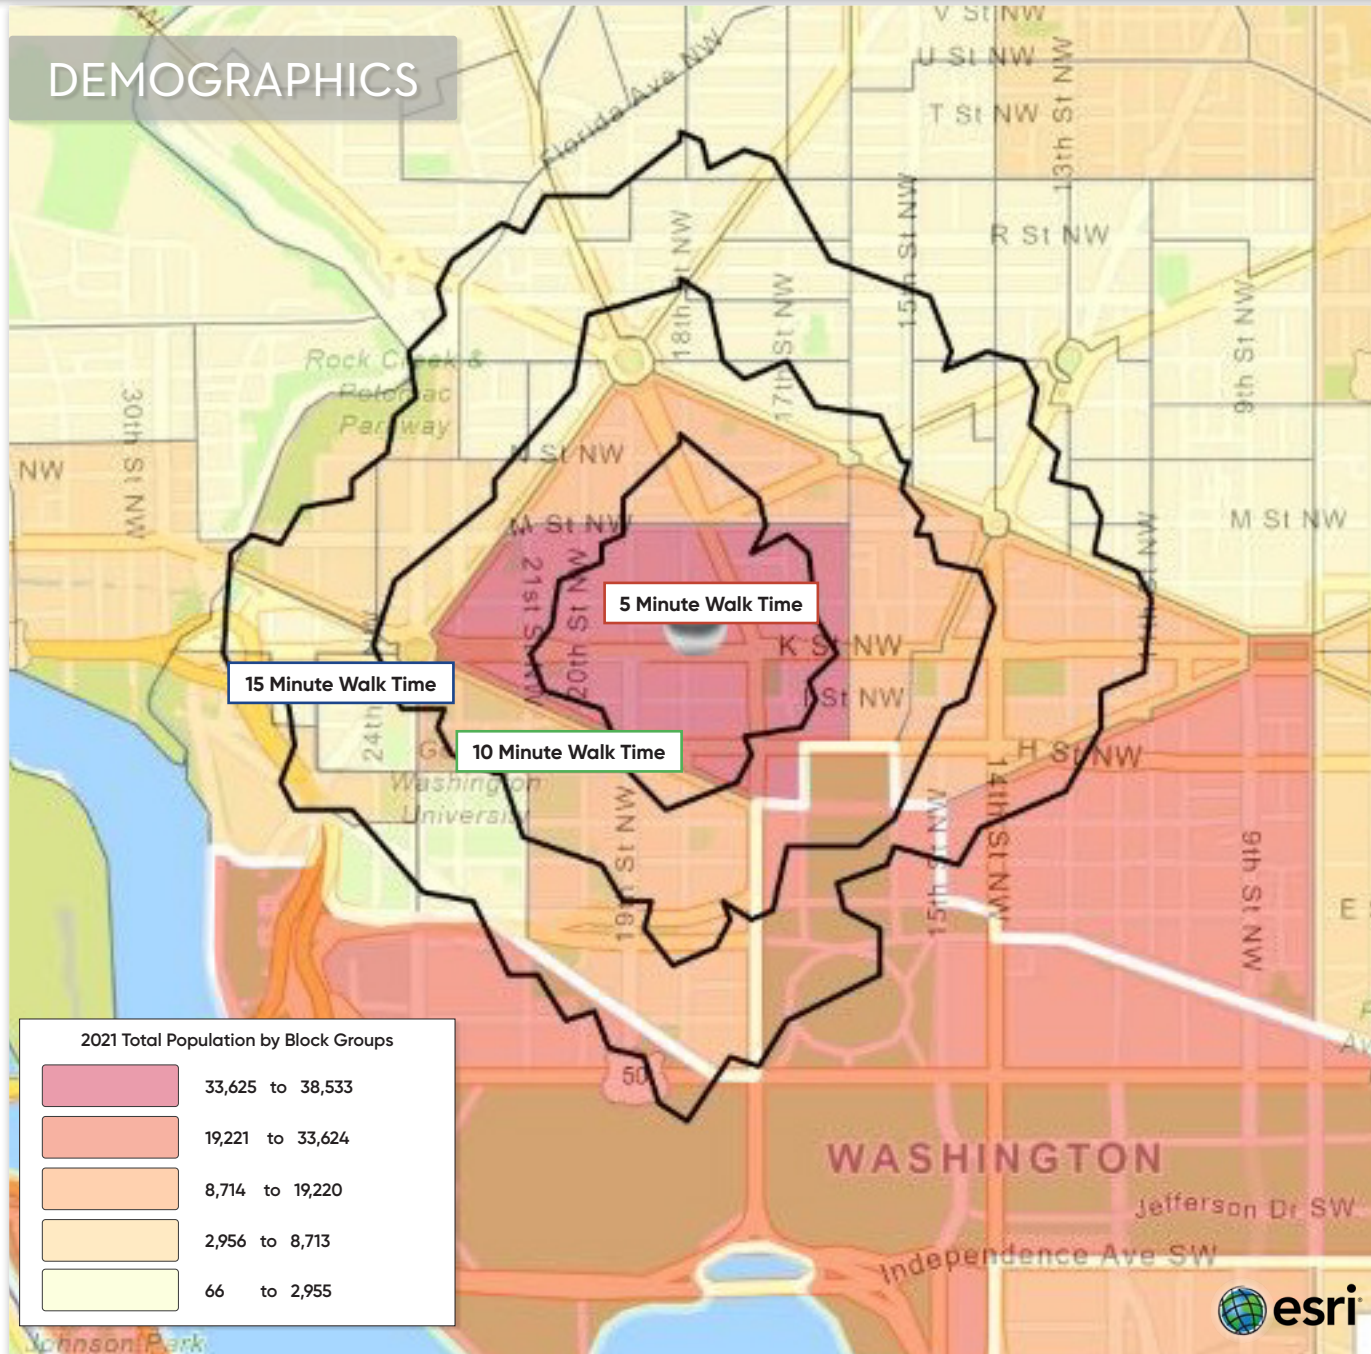 DEMOGRAPHICS
V St NW
U St NW
T St NW
13th St NW
Florida Ave NW
15th St NW
R St NW
18th St NW
17th St NW
9th St NW
Rock Creek &
Potomac
Parkway
30th St NW
NW
N St NW
M St NW
M St NW
21st St NW
20th St NW
5 Minute Walk Time
K St NW
I St NW
15 Minute Walk Time
24th
10 Minute Walk Time
H St NW
Washington
University
14th St NW
19th St NW
15th St NW
9th St NW
E
50
2021 Total Population by Block Groups
33,625 to 38,533
19,221 to 33,624
8,714 to 19,220
2,956 to 8,713
66 to 2,955
WASHINGTON
Jefferson Dr SW
Independence Ave SW
esri
Johnson Park